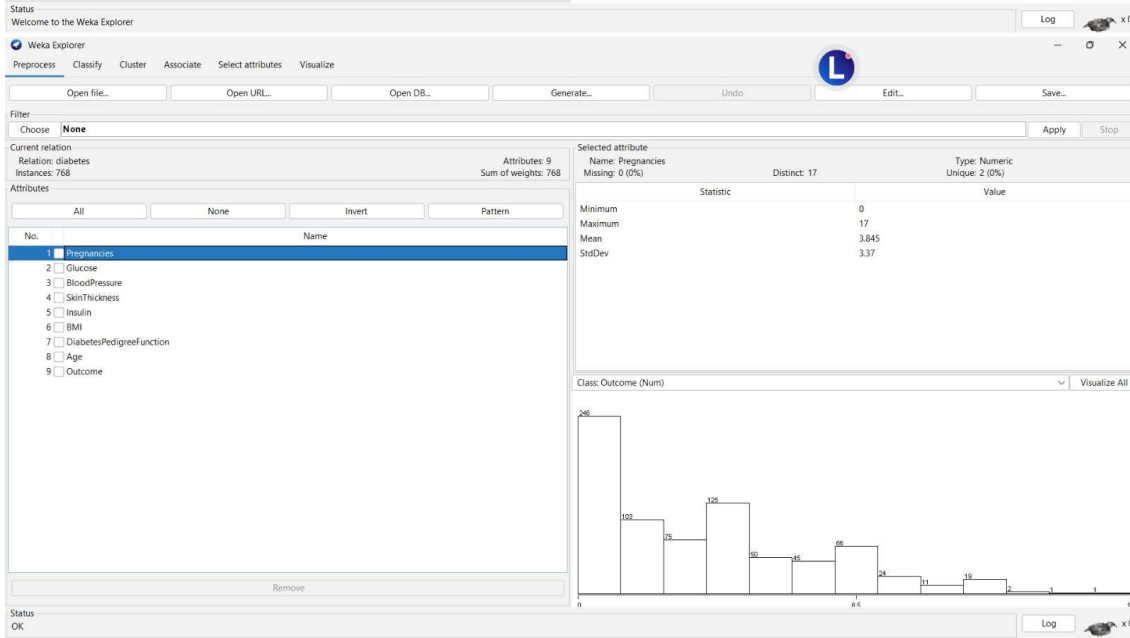 Status
Welcome to the Weka Explorer
Log
Weka Explorer
Preprocess Classify Cluster Associate Select attributes Visualize
L
Open file... Open URL... Open DB... Generate... Undo Edit... Save...
Filter
Choose None Apply Stop
Current relation
Relation: diabetes Attributes: 9
Instances: 768 Sum of weights: 768
Selected attribute
Name: Pregnancies Type: Numeric
Missing: 0 (0%) Distinct: 17 Unique: 2 (0%)
Attributes
All None Invert Pattern
No. Name
1 Pregnancies
2 Glucose
3 BloodPressure
4 SkinThickness
5 Insulin
6 BMI
7 DiabetesPedigreeFunction
8 Age
9 Outcome
Remove
Statistic Value
Minimum 0
Maximum 17
Mean 3.845
StdDev 3.37
Class: Outcome (Num) Visualize All
246
103
75
125
50
45
66
24
11
19
2
1
1
0 8.5
Status
OK
Log